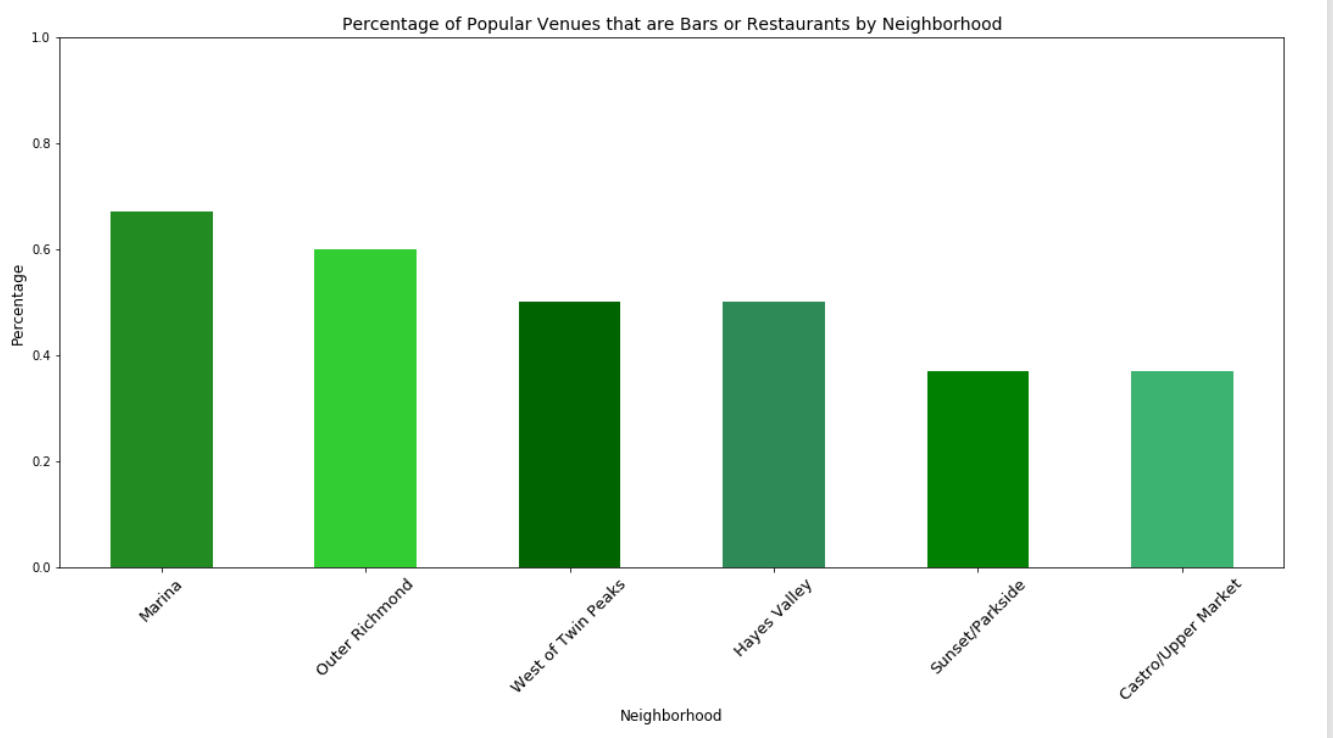 Percentage of Popular Venues that are Bars or Restaurants by Neighborhood
1.0
0.8
0.6
0.4
0.2
0.0
Percentage
Marina
Outer Richmond
West of Twin Peaks
Hayes Valley
Sunset/Parkside
Castro/Upper Market
Neighborhood